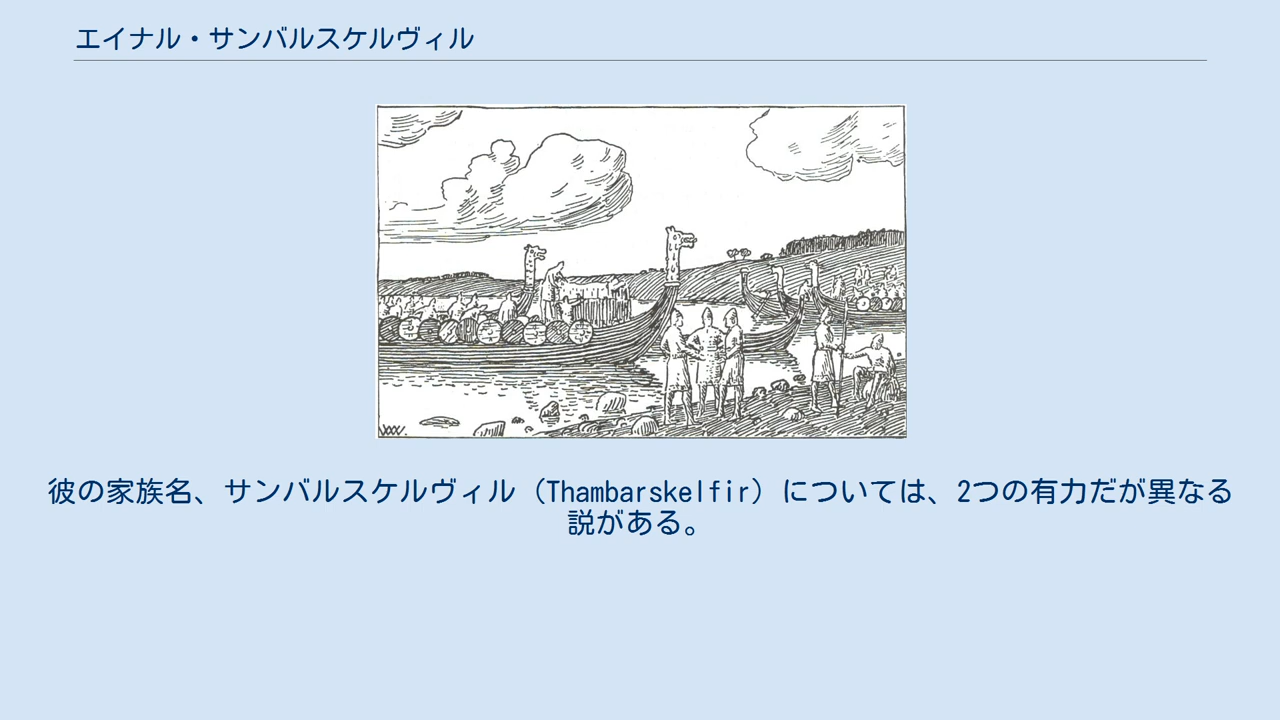 エイナル・サンバルスケルヴィル
彼の家族名、サンバルスケルヴィル（Thambarskelfir）については、2つの有力だが異なる
説がある。